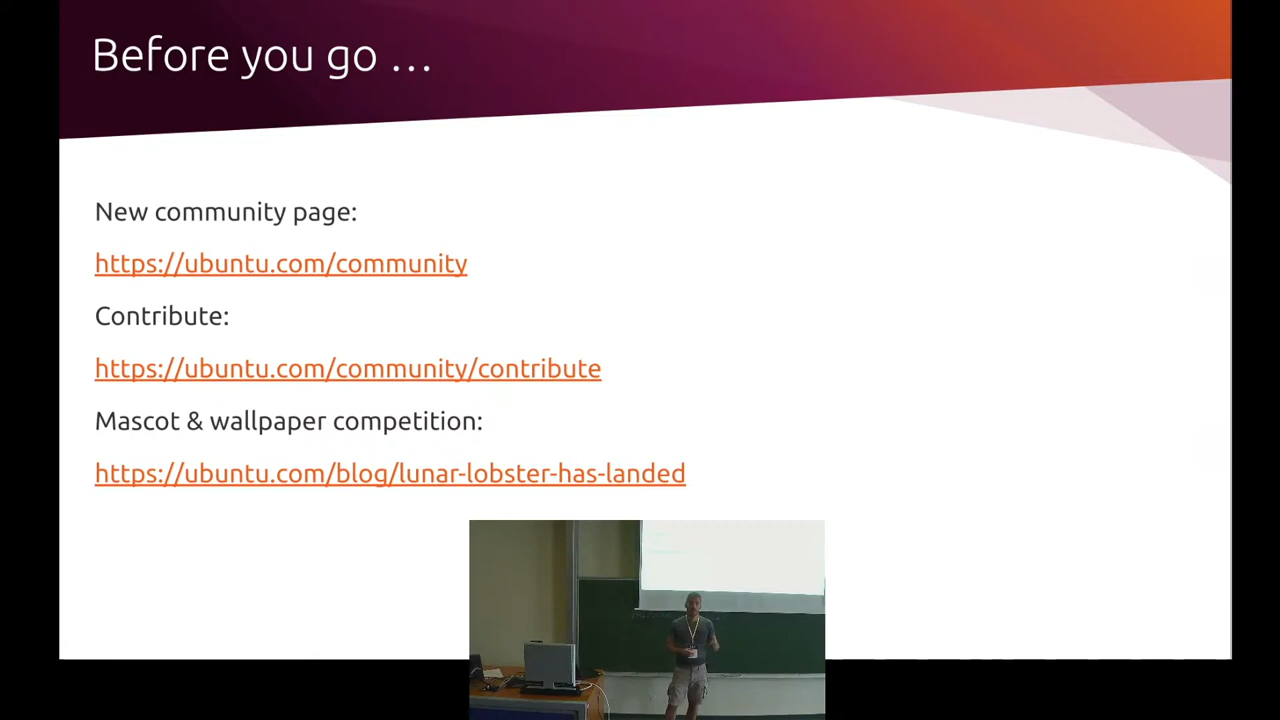 Before you go …
New community page:
https://ubuntu.com/community
Contribute:
https://ubuntu.com/community/contribute
Mascot & wallpaper competition:
https://ubuntu.com/blog/lunar-lobster-has-landed